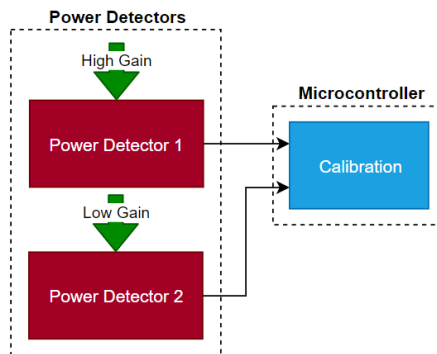 Power Detectors
High Gain
Power Detector 1
Low Gain
Power Detector 2
Microcontroller
Calibration